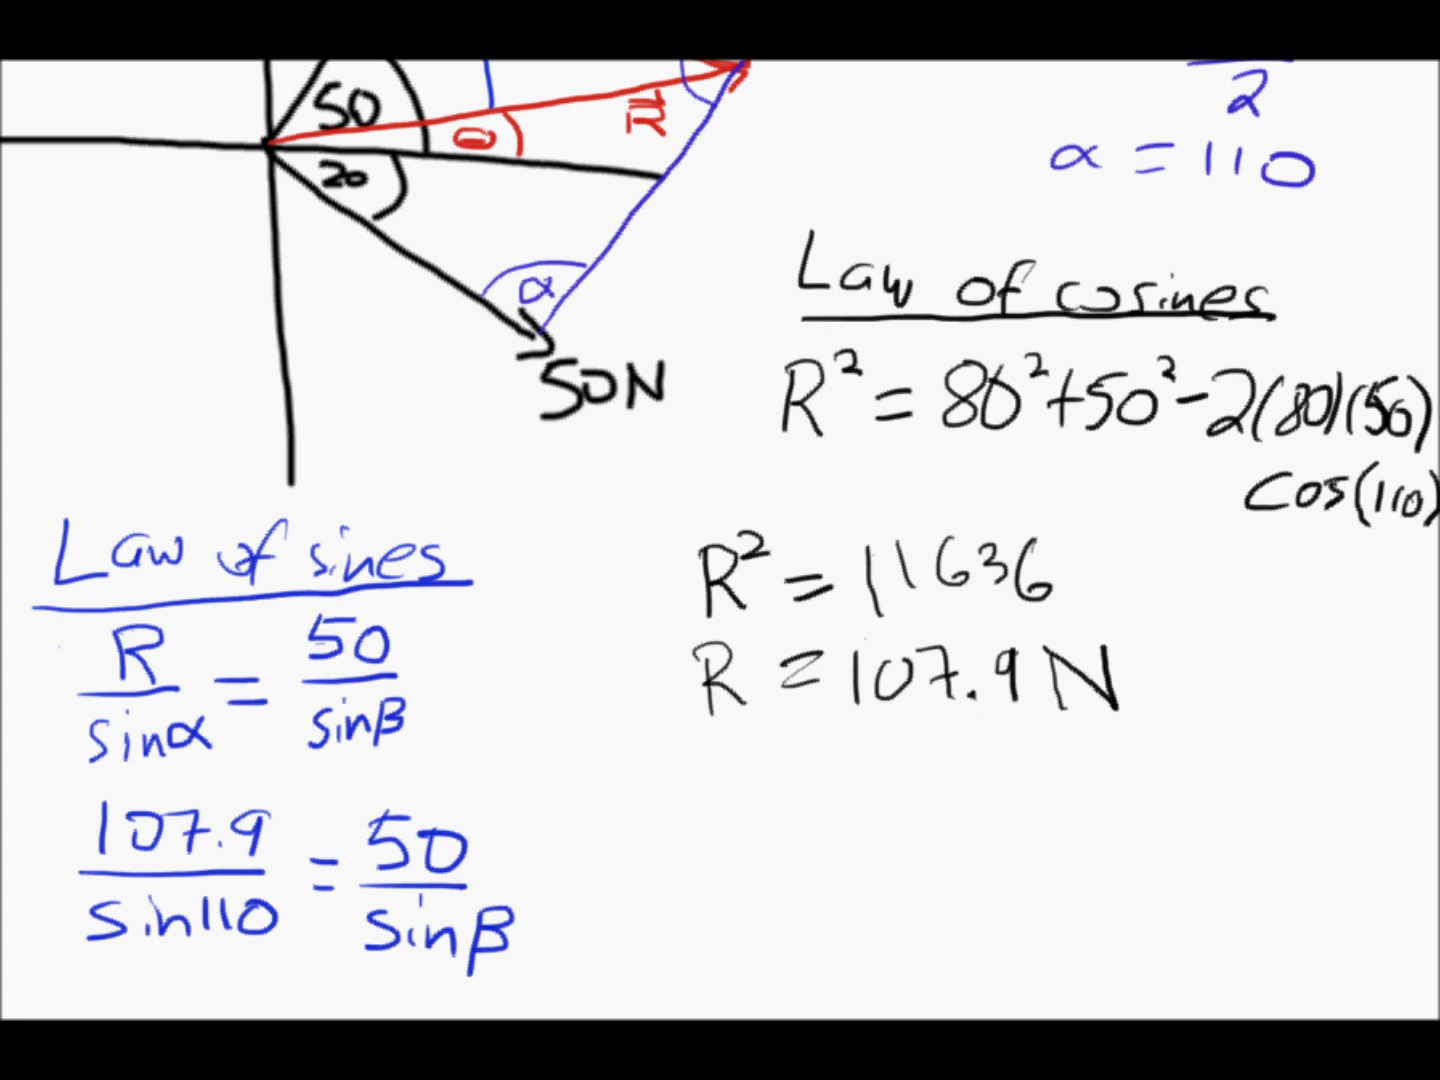 50
θ
R
20
α
50N
2
α = 110
Law of cosines
R² = 80² + 50² - 2(80)(50)
cos(110)
R² = 11636
R = 107.9 N
Law of sines
R/sinα = 50/sinβ
107.9/sin110 = 50/sinβ